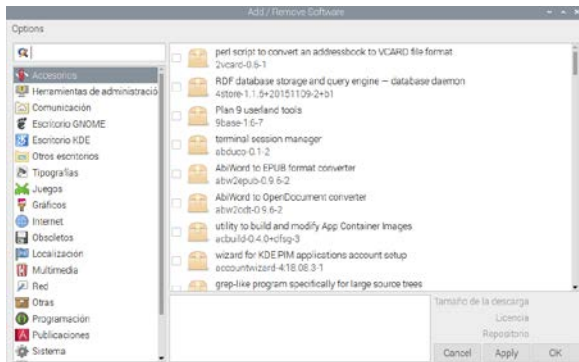 Add / Remove Software
Options
Accesorios
Herramientas de administració
Comunicación
Escritorio GNOME
Escritorio KDE
Otros escritorios
Tipografías
Juegos
Gráficos
Internet
Obsoletos
Localización
Multimedia
Red
Otras
Programación
Publicaciones
Sistema
perl script to convert an addressbook to VCARD file format
2vcard-0.6-1
RDF database storage and query engine — database daemon
4store-1.1.6+20151109-2+b1
Plan 9 userland tools
9base-1:6-7
terminal session manager
abduco-0.1-2
AbiWord to EPUB format converter
abw2epub-0.9.6-2
AbiWord to OpenDocument converter
abw2odt-0.9.6-2
utility to build and modify App Container Images
acbuild-0.4.0+dfsg-3
wizard for KDE PIM applications account setup
accountwizard-4:18.08.3-1
grep-like program specifically for large source trees
Tamaño de la descarga
Licencia
Repositorio
Cancel
Apply
OK